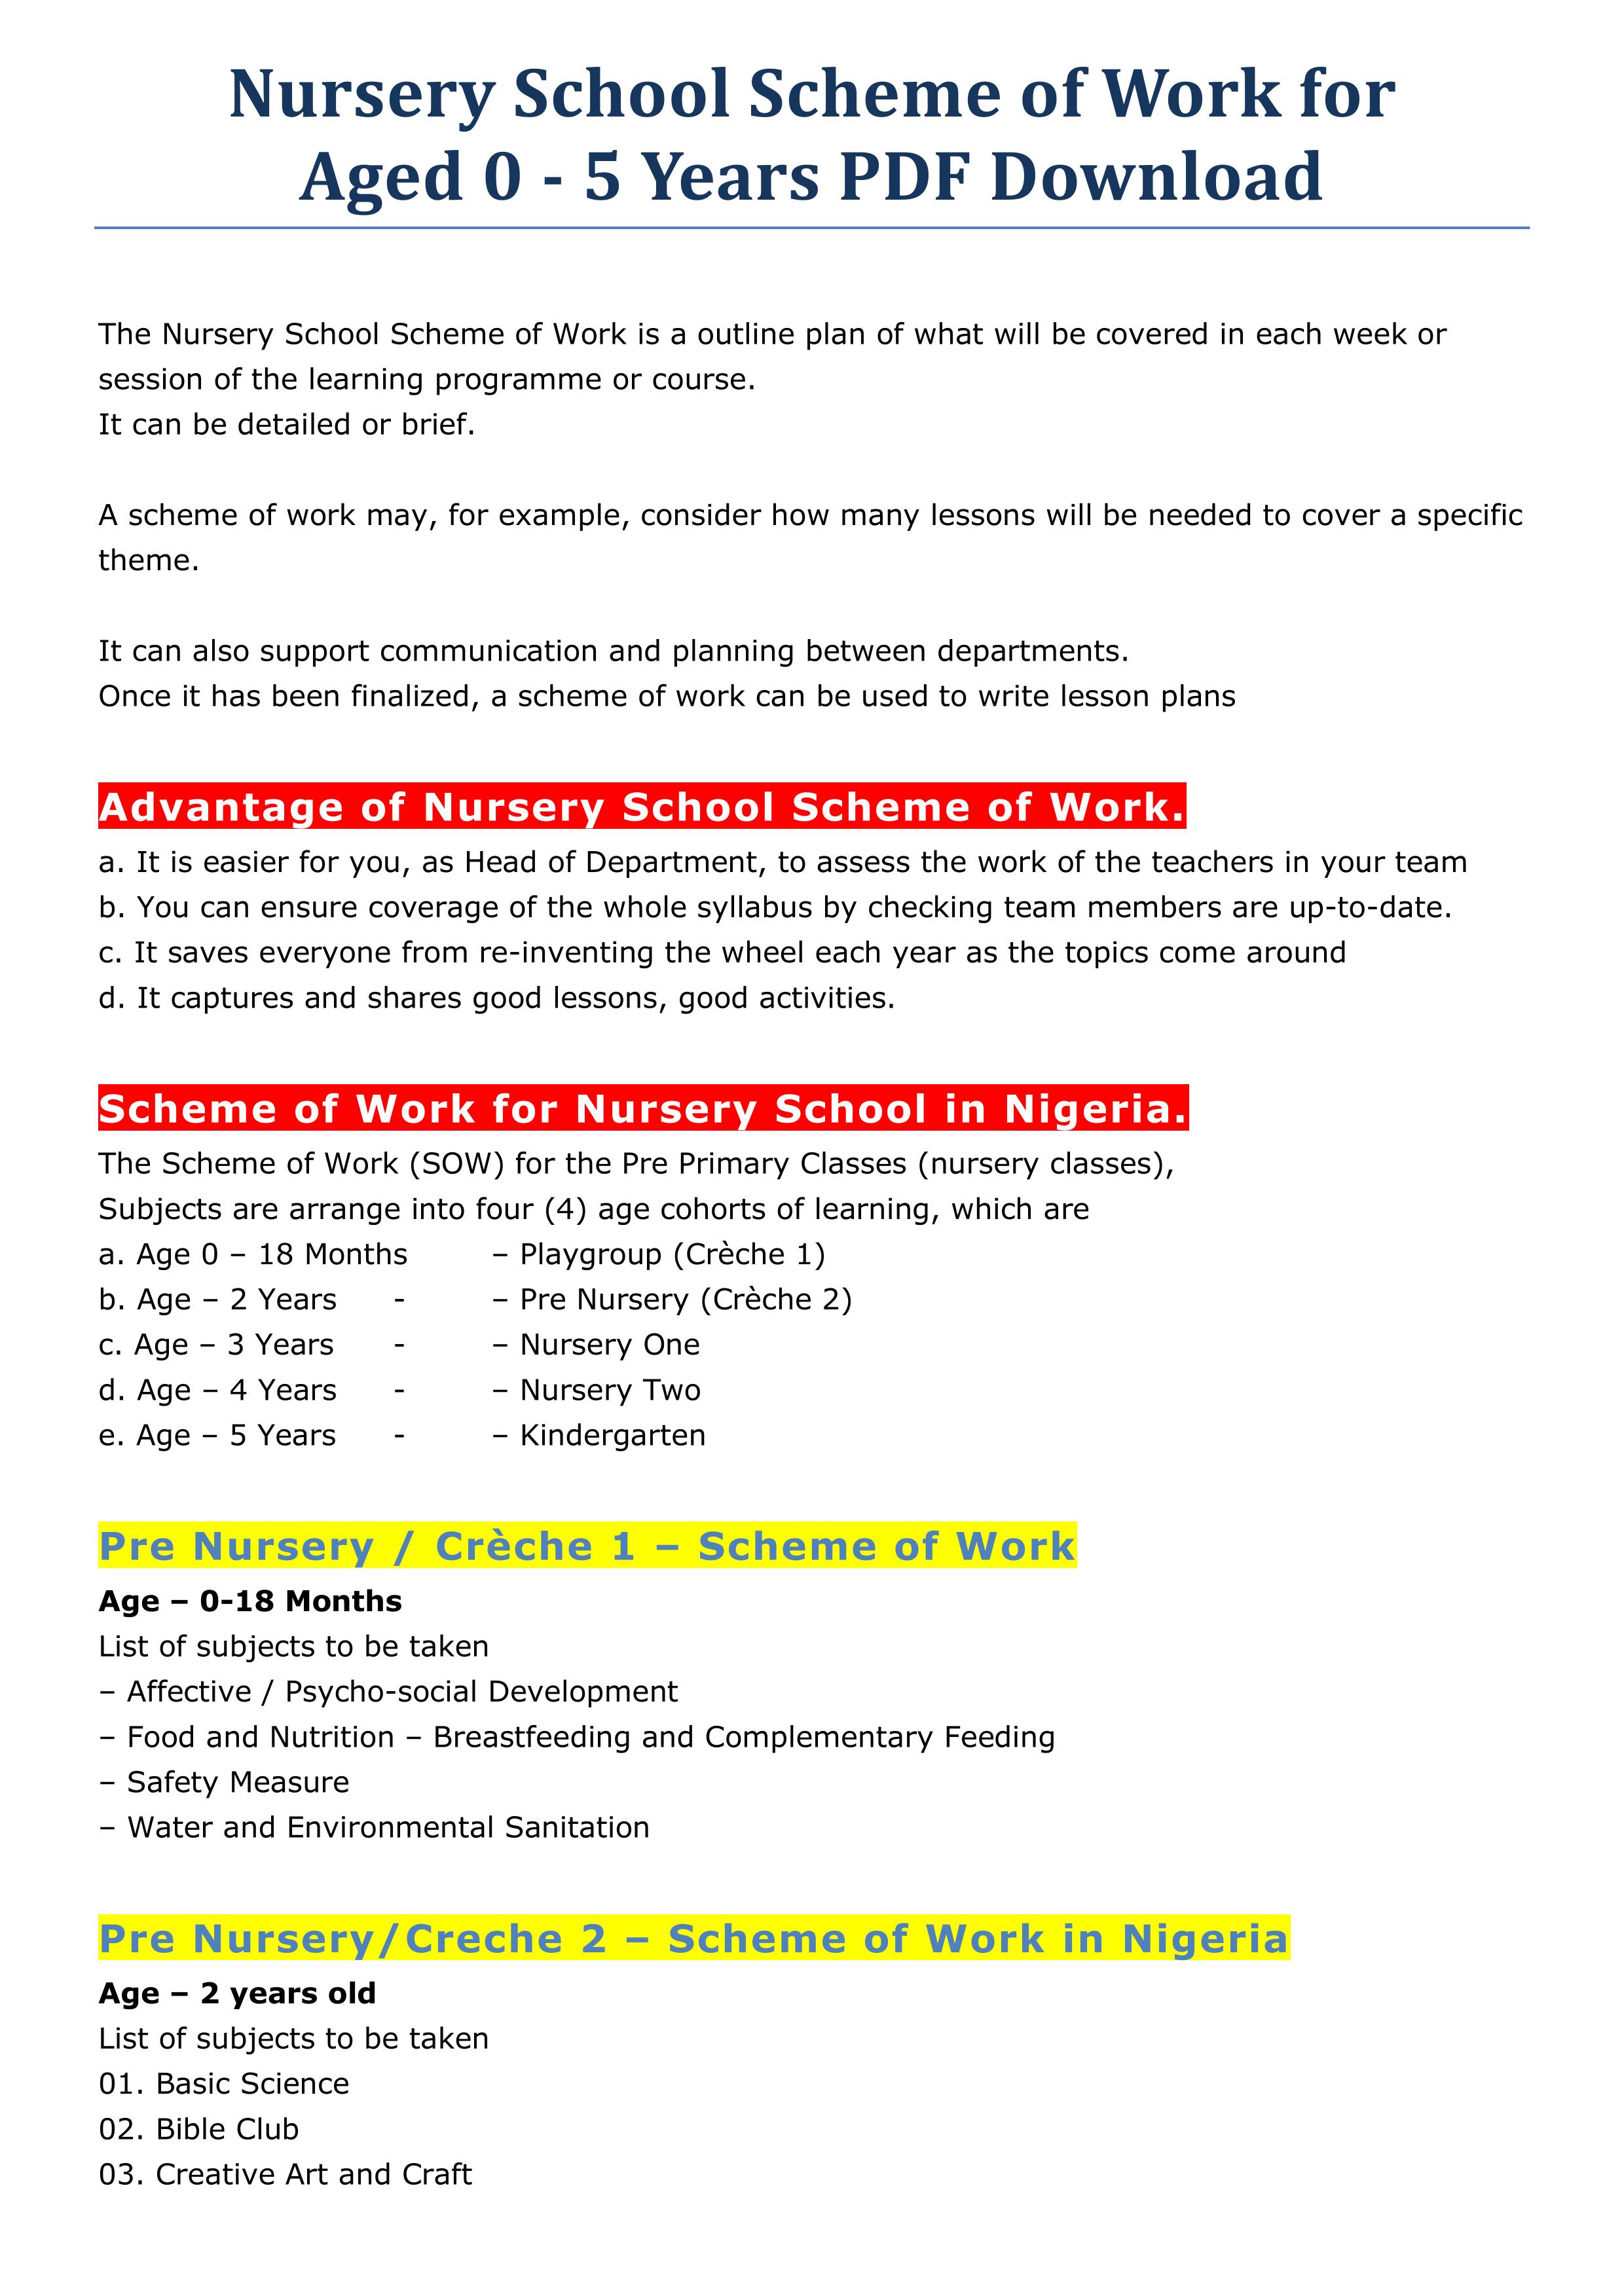 Nursery School Scheme of Work for
Aged 0 - 5 Years PDF Download
The Nursery School Scheme of Work is a outline plan of what will be covered in each week or
session of the learning programme or course.
It can be detailed or brief.
A scheme of work may, for example, consider how many lessons will be needed to cover a specific
theme.
It can also support communication and planning between departments.
Once it has been finalized, a scheme of work can be used to write lesson plans
Advantage of Nursery School Scheme of Work.
a. It is easier for you, as Head of Department, to assess the work of the teachers in your team
b. You can ensure coverage of the whole syllabus by checking team members are up-to-date.
c. It saves everyone from re-inventing the wheel each year as the topics come around
d. It captures and shares good lessons, good activities.
Scheme of Work for Nursery School in Nigeria.
The Scheme of Work (SOW) for the Pre Primary Classes (nursery classes),
Subjects are arrange into four (4) age cohorts of learning, which are
a. Age 0 – 18 Months – Playgroup (Crèche 1)
b. Age – 2 Years - – Pre Nursery (Crèche 2)
c. Age – 3 Years - – Nursery One
d. Age – 4 Years - – Nursery Two
e. Age – 5 Years - – Kindergarten
Pre Nursery / Crèche 1 – Scheme of Work
Age – 0-18 Months
List of subjects to be taken
– Affective / Psycho-social Development
– Food and Nutrition – Breastfeeding and Complementary Feeding
– Safety Measure
– Water and Environmental Sanitation
Pre Nursery/Creche 2 – Scheme of Work in Nigeria
Age – 2 years old
List of subjects to be taken
01. Basic Science
02. Bible Club
03. Creative Art and Craft